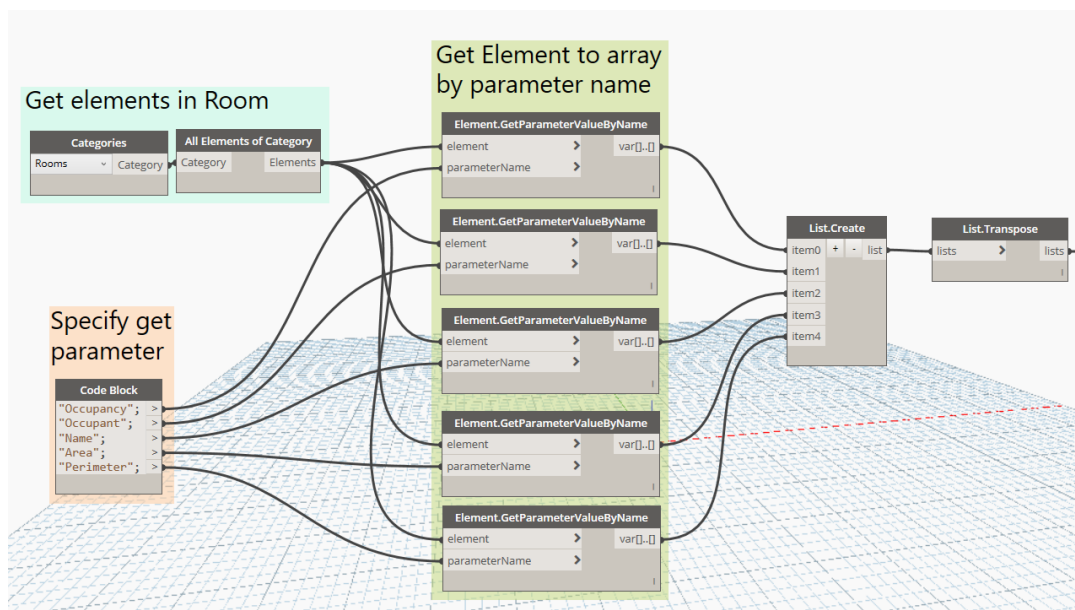 Get elements in Room
Categories
Rooms
Category
All Elements of Category
Category
Elements
Specify get
parameter
Code Block
"Occupancy"; >
"Occupant"; >
"Name"; >
"Area"; >
"Perimeter"; >
Get Element to array
by parameter name
Element.GetParameterValueByName
element > var[]..[]
parameterName >
Element.GetParameterValueByName
element > var[]..[]
parameterName >
Element.GetParameterValueByName
element > var[]..[]
parameterName >
Element.GetParameterValueByName
element > var[]..[]
parameterName >
Element.GetParameterValueByName
element > var[]..[]
parameterName >
List.Create
item0 + - list
item1
item2
item3
item4
List.Transpose
lists > lists